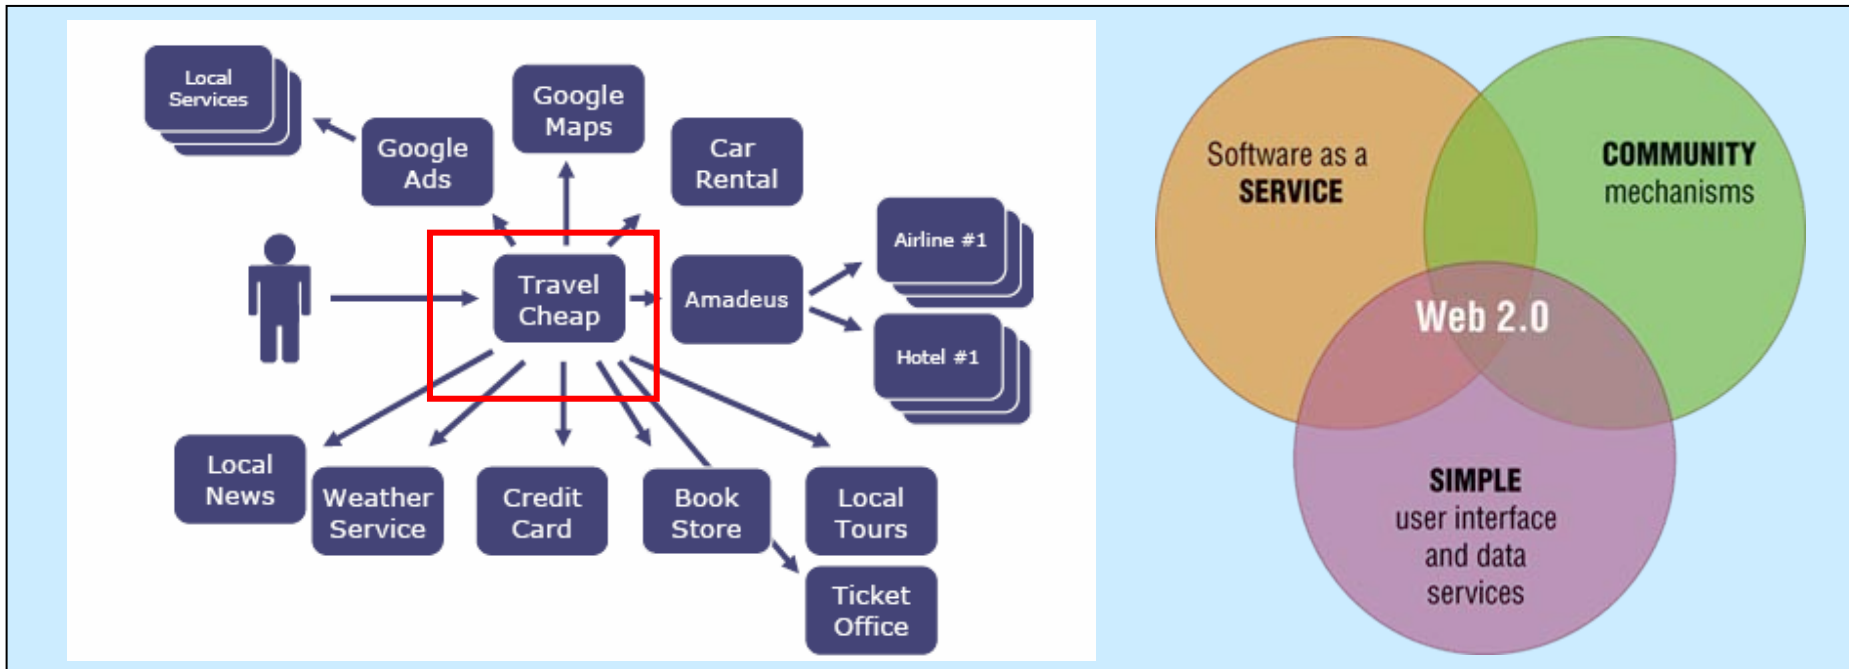 Local
Services
Google
Ads
Google
Maps
Car
Rental
Travel
Cheap
Amadeus
Airline #1
Hotel #1
Local
News
Weather
Service
Credit
Card
Book
Store
Local
Tours
Ticket
Office
Software as a
SERVICE
COMMUNITY
mechanisms
Web 2.0
SIMPLE
user interface
and data
services